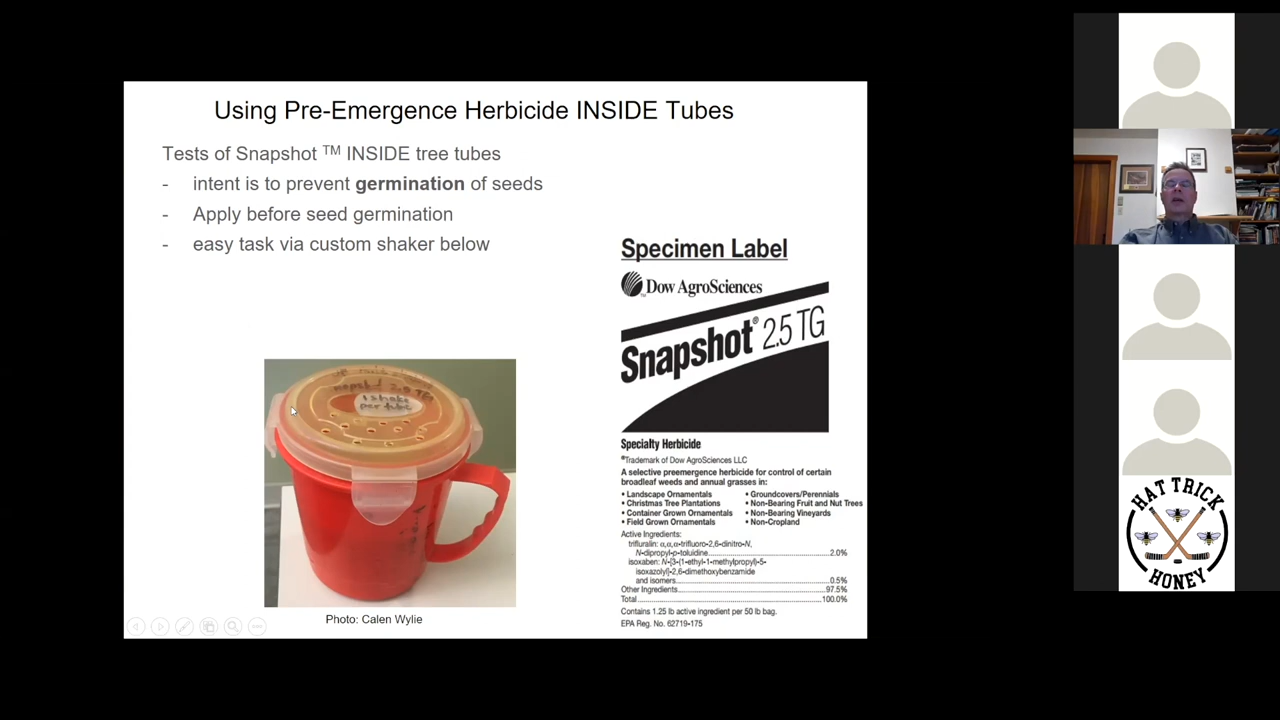 Using Pre-Emergence Herbicide INSIDE Tubes
Tests of Snapshot TM INSIDE tree tubes
- intent is to prevent germination of seeds
- Apply before seed germination
- easy task via custom shaker below
1 shake
per tube
Photo: Calen Wylie
Specimen Label
Dow AgroSciences
Snapshot® 2.5 TG
Specialty Herbicide
®Trademark of Dow AgroSciences LLC
A selective preemergence herbicide for control of certain
broadleaf weeds and annual grasses in:
• Landscape Ornamentals
• Christmas Tree Plantations
• Container Grown Ornamentals
• Field Grown Ornamentals
• Groundcovers/Perennials
• Non-Bearing Fruit and Nut Trees
• Non-Bearing Vineyards
• Non-Cropland
Active Ingredients:
trifluralin: α,α,α-trifluoro-2,6-dinitro-N,
N-dipropyl-p-toluidine 2.0%
isoxaben: N-[3-(1-ethyl-1-methylpropyl)-5-
isoxazolyl]-2,6-dimethoxybenzamide
and isomers 0.5%
Other Ingredients 97.5%
Total 100.0%
Contains 1.25 lb active ingredient per 50 lb bag.
EPA Reg. No. 62719-175
HAT TRICK
HONEY